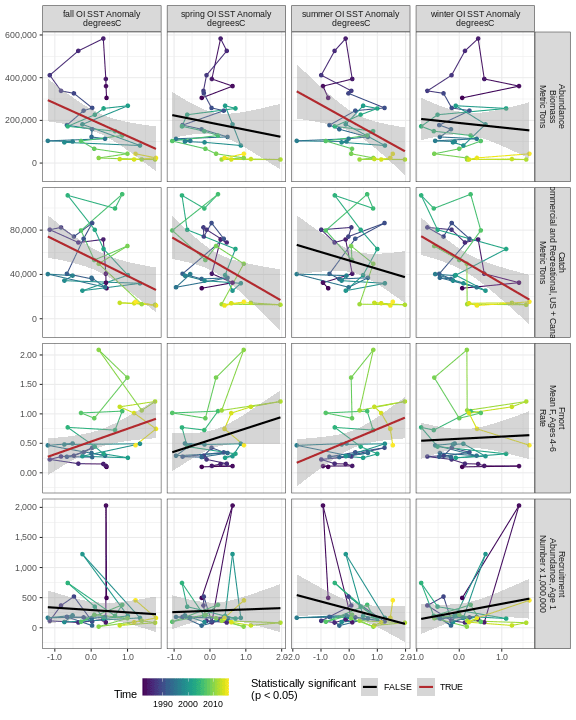 fall OI SST Anomaly
degreesC
spring OI SST Anomaly
degreesC
summer OI SST Anomaly
degreesC
winter OI SST Anomaly
degreesC
600,000
400,000
200,000
0
Abundance
Biomass
Metric Tons
80,000
40,000
0
Catch
ommercial and Recreational, US + Cana
Metric Tons
2.00
1.50
1.00
0.50
0.00
Fmort
Mean F, Ages 4-6
Rate
2,000
1,500
1,000
500
0
Recruitment
Abundance, Age 1
Number x 1,000,000
-1.0 0.0 1.0
-1.0 0.0 1.0 2.0
-2.0 -1.0 0.0 1.0 2.0
-1.0 0.0 1.0
Time
1990 2000 2010
Statistically significant
(p < 0.05)
FALSE
TRUE